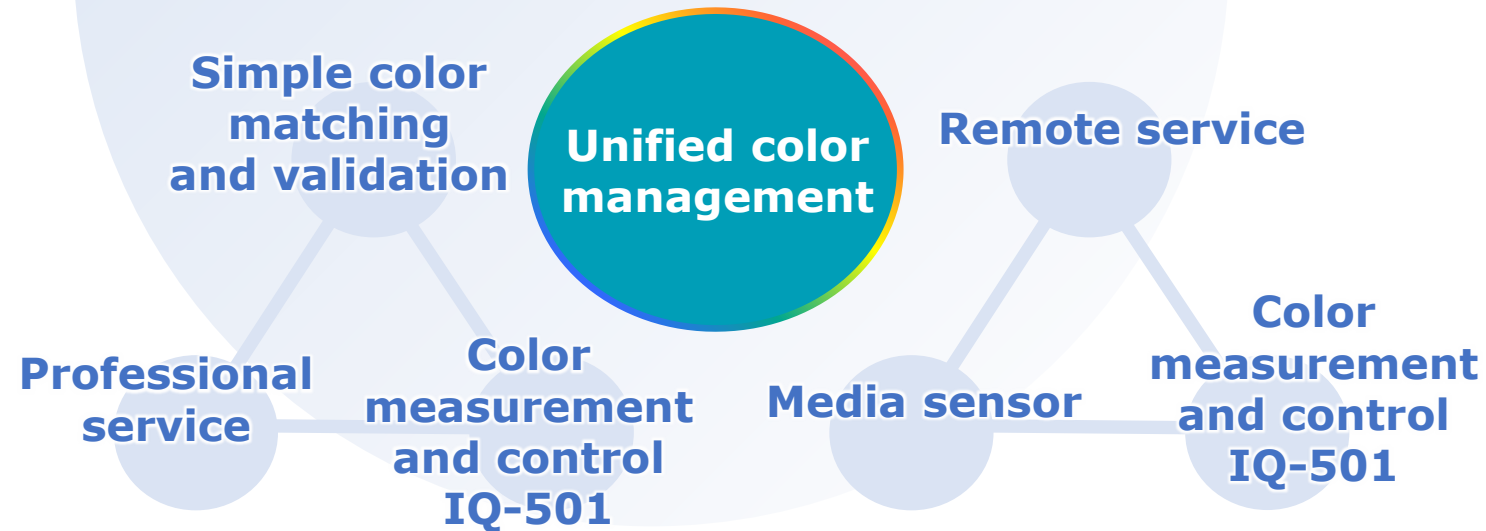 Simple color
matching
and validation
Unified color
management
Remote service
Professional
service
Color
measurement
and control
IQ-501
Media sensor
Color
measurement
and control
IQ-501